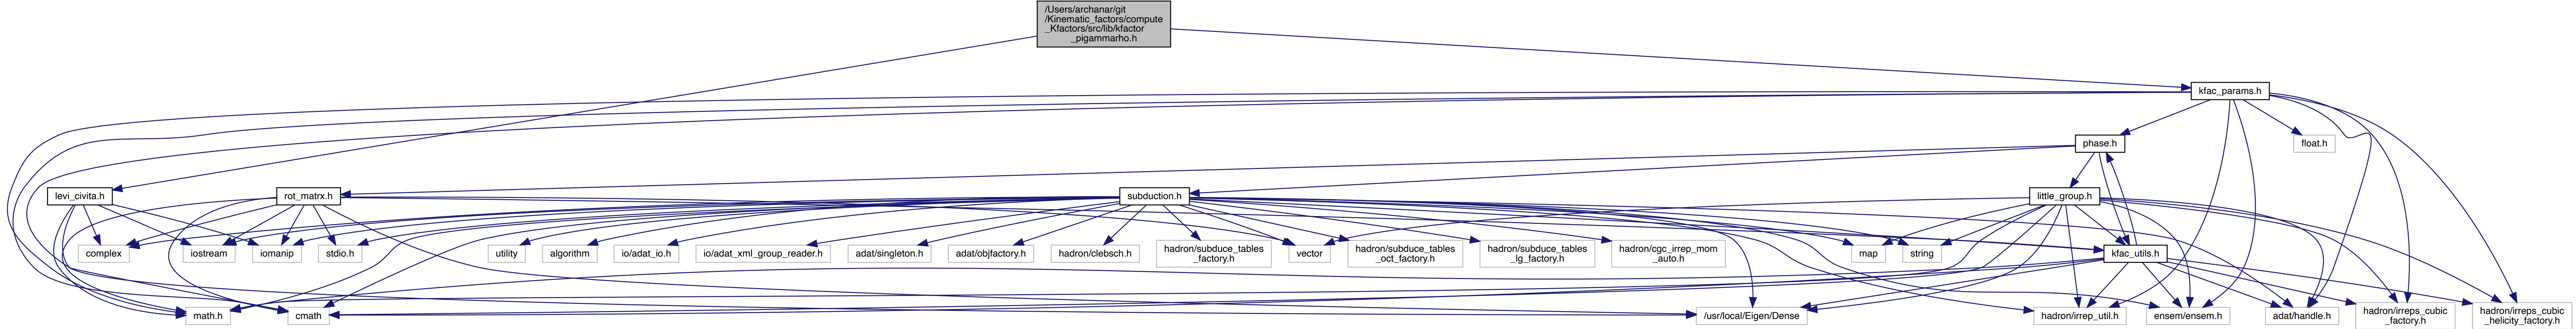 /Users/archanar/git
/Kinematic_factors/compute
_Kfactors/src/lib/kfactor
_pigammarho.h
kfac_params.h
phase.h
float.h
levi_civita.h
rot_matrx.h
subduction.h
little_group.h
complex
iostream
iomanip
stdio.h
utility
algorithm
io/adat_io.h
io/adat_xml_group_reader.h
adat/singleton.h
adat/objfactory.h
hadron/clebsch.h
hadron/subduce_tables
_factory.h
vector
hadron/subduce_tables
_oct_factory.h
hadron/subduce_tables
_lg_factory.h
hadron/cgc_irrep_mom
_auto.h
map
string
kfac_utils.h
math.h
cmath
/usr/local/Eigen/Dense
hadron/irrep_util.h
ensem/ensem.h
adat/handle.h
hadron/irreps_cubic
_factory.h
hadron/irreps_cubic
_helicity_factory.h